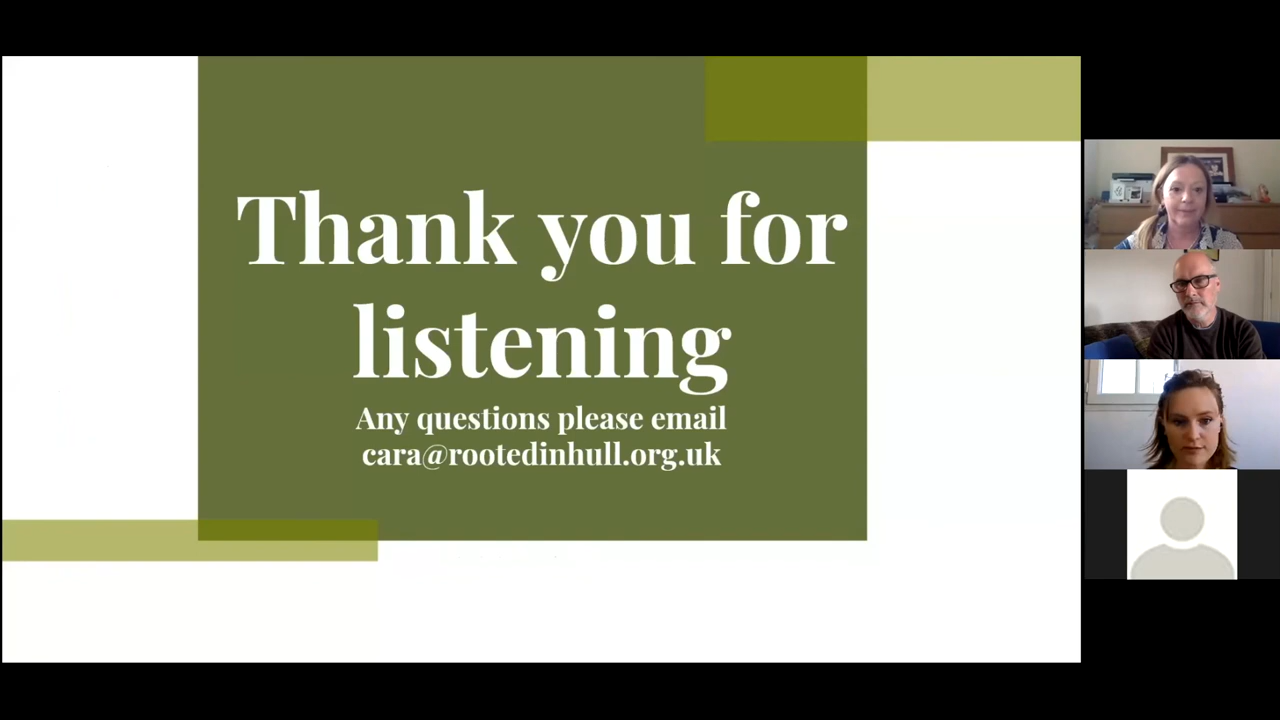 Thank you for
listening
Any questions please email
cara@rootedinhull.org.uk